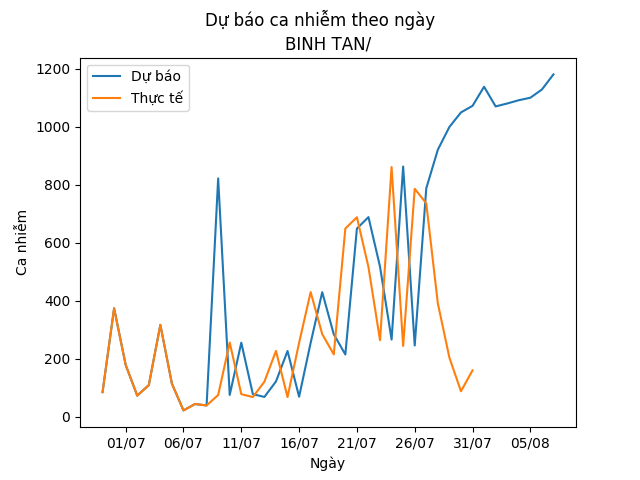 Dự báo ca nhiễm theo ngày
BINH TAN/
Dự báo
Thực tế
1200
1000
800
600
400
200
0
Ca nhiễm
01/07 06/07 11/07 16/07 21/07 26/07 31/07 05/08
Ngày